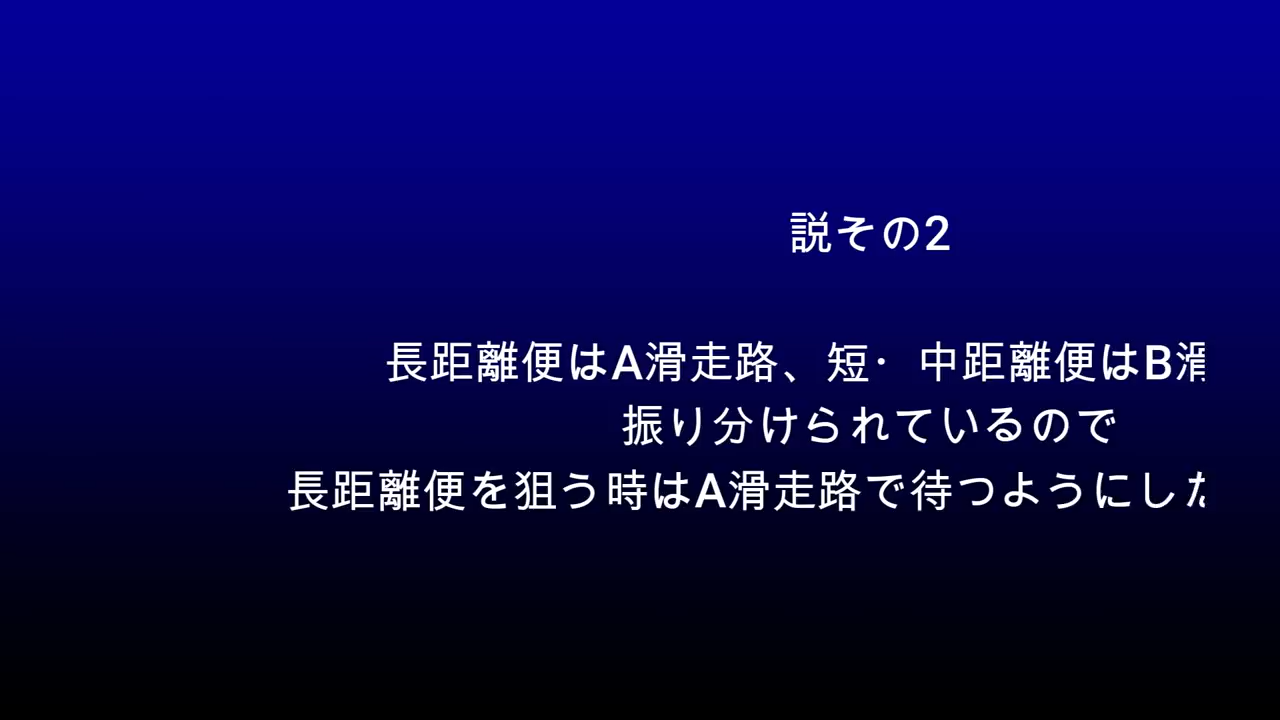 説その2
長距離便はA滑走路、短・中距離便はB滑
振り分けられているので
長距離便を狙う時はA滑走路で待つようにした